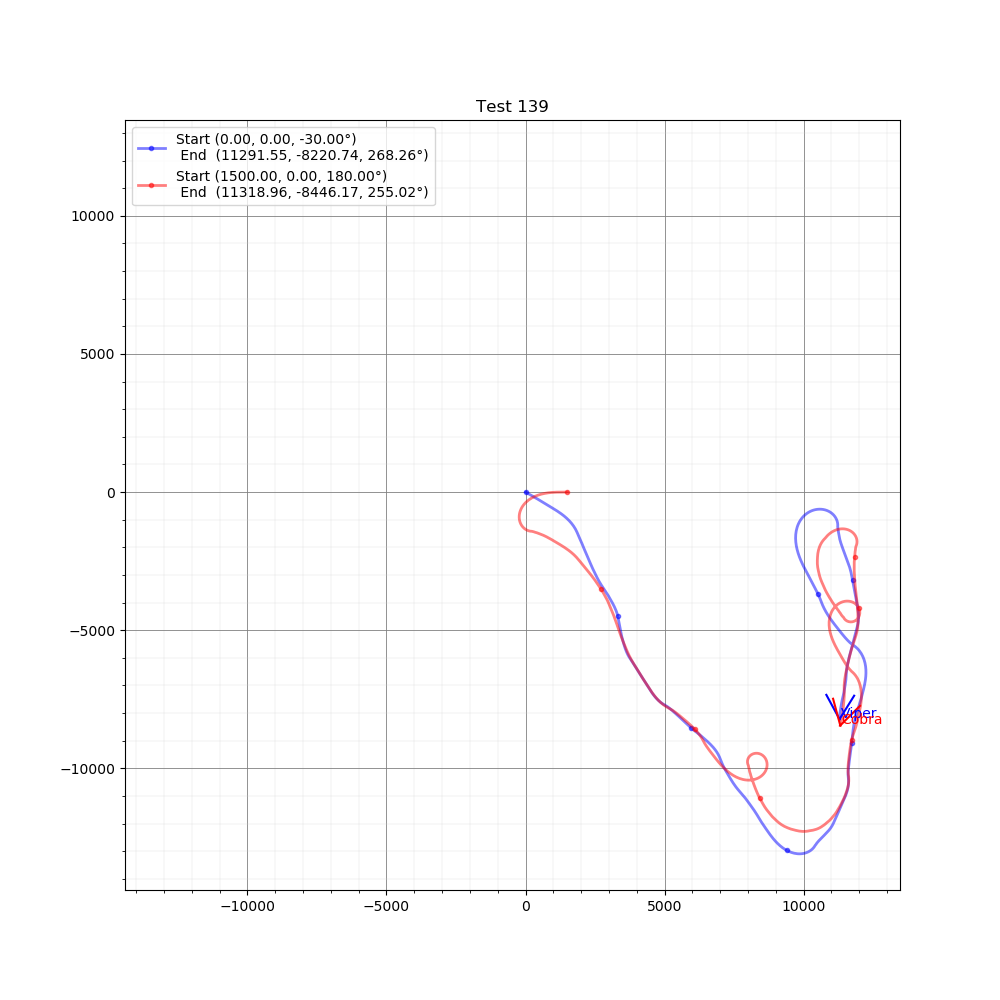 Test 139
Start (0.00, 0.00, -30.00°)
End (11291.55, -8220.74, 268.26°)
Start (1500.00, 0.00, 180.00°)
End (11318.96, -8446.17, 255.02°)
10000
5000
0
−5000
−10000
Viper
Cobra
−10000
−5000
0
5000
10000